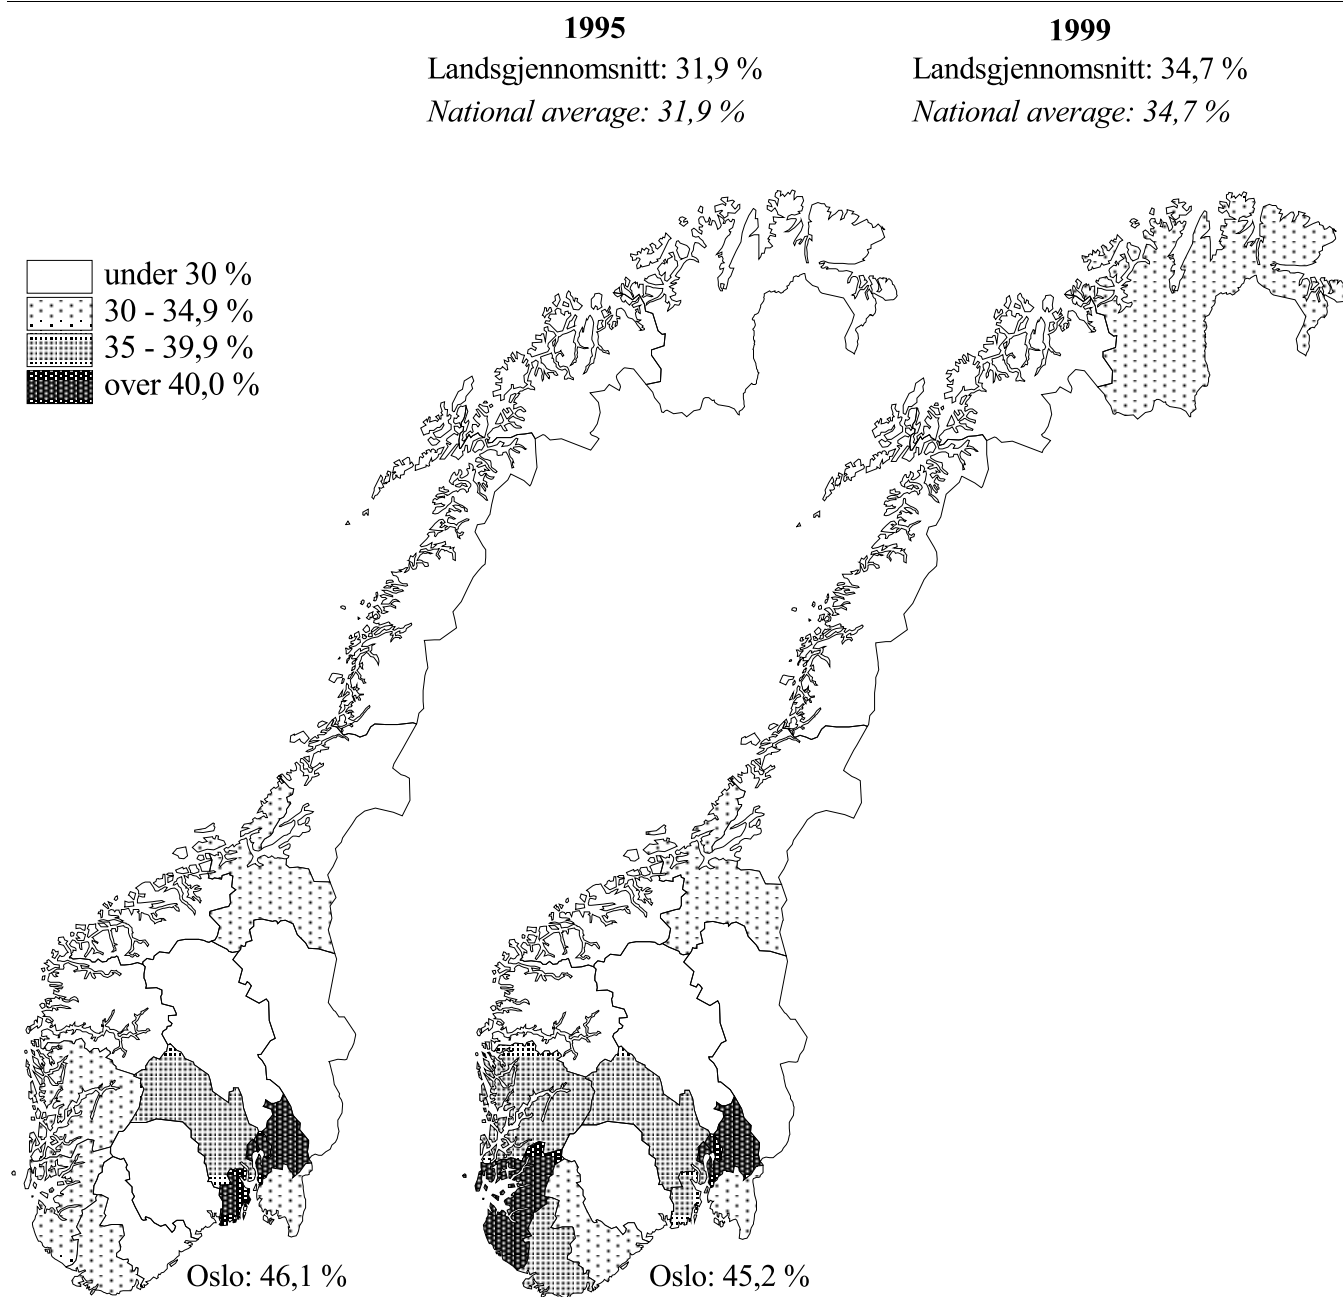 1995
Landsgjennomsnitt: 31,9 %
National average: 31,9 %
1999
Landsgjennomsnitt: 34,7 %
National average: 34,7 %
under 30 %
30 - 34,9 %
35 - 39,9 %
over 40,0 %
Oslo: 46,1 %
Oslo: 45,2 %